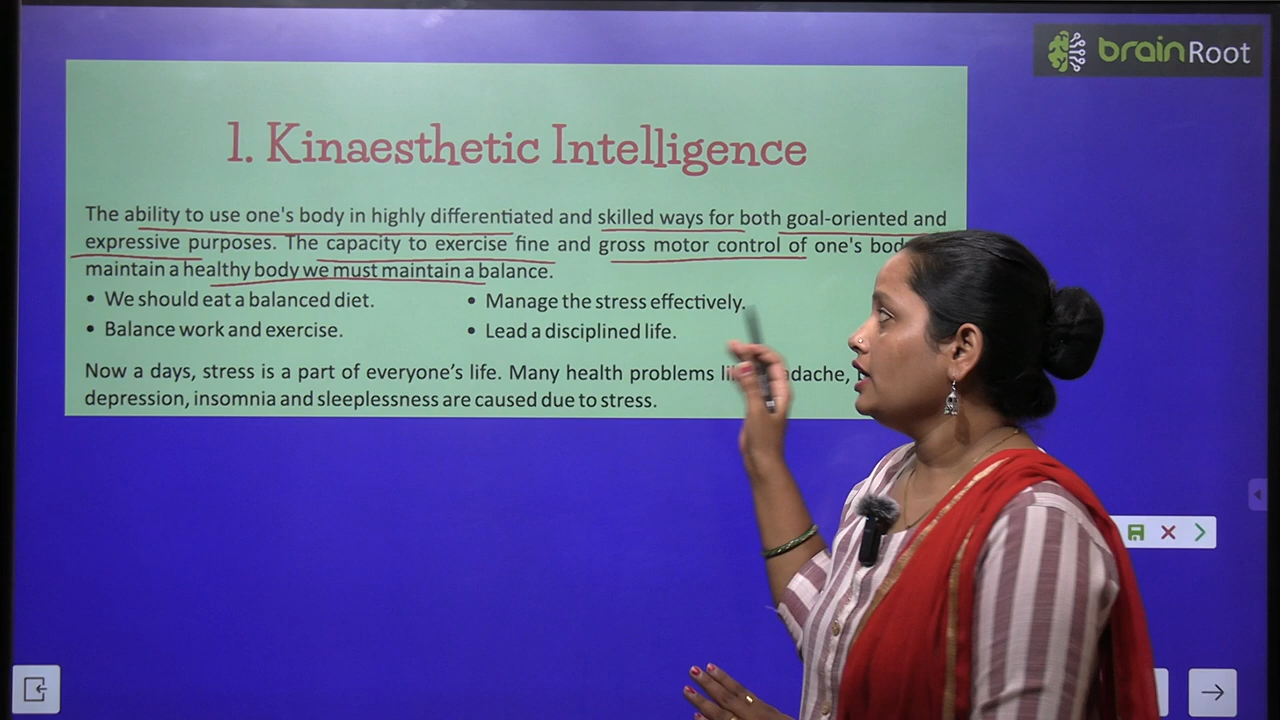 brainRoot
1. Kinaesthetic Intelligence
The ability to use one's body in highly differentiated and skilled ways for both goal-oriented and
expressive purposes. The capacity to exercise fine and gross motor control of one's
maintain a healthy body we must maintain a balance.
• We should eat a balanced diet.
• Manage the stress effectively.
• Balance work and exercise.
• Lead a disciplined life.
Now a days, stress is a part of everyone's life. Many health problems
depression, insomnia and sleeplessness are caused due to stress.